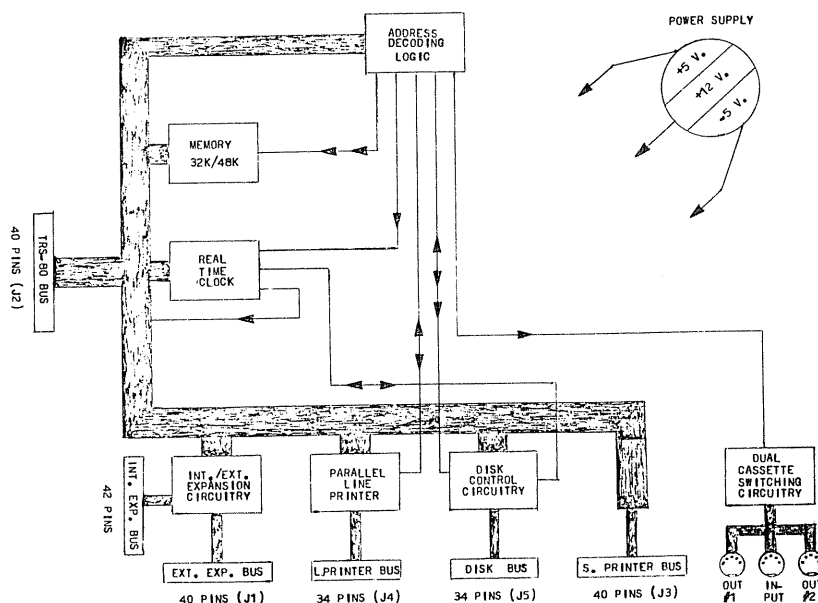 ADDRESS
DECODING
LOGIC
POWER SUPPLY
+5 V.
+12 V.
-5 V.
MEMORY
32K/48K
TRS-80 BUS
40 PINS (J2)
REAL
TIME
CLOCK
INT. EXP. BUS
42 PINS
INT./EXT.
EXPANSION
CIRCUITRY
PARALLEL
LINE
PRINTER
DISK
CONTROL
CIRCUITRY
DUAL
CASSETTE
SWITCHING
CIRCUITRY
EXT. EXP. BUS
L.PRINTER BUS
DISK BUS
S. PRINTER BUS
40 PINS (J1)
34 PINS (J4)
34 PINS (J5)
40 PINS (J3)
OUT
#1
IN-
PUT
OUT
#2